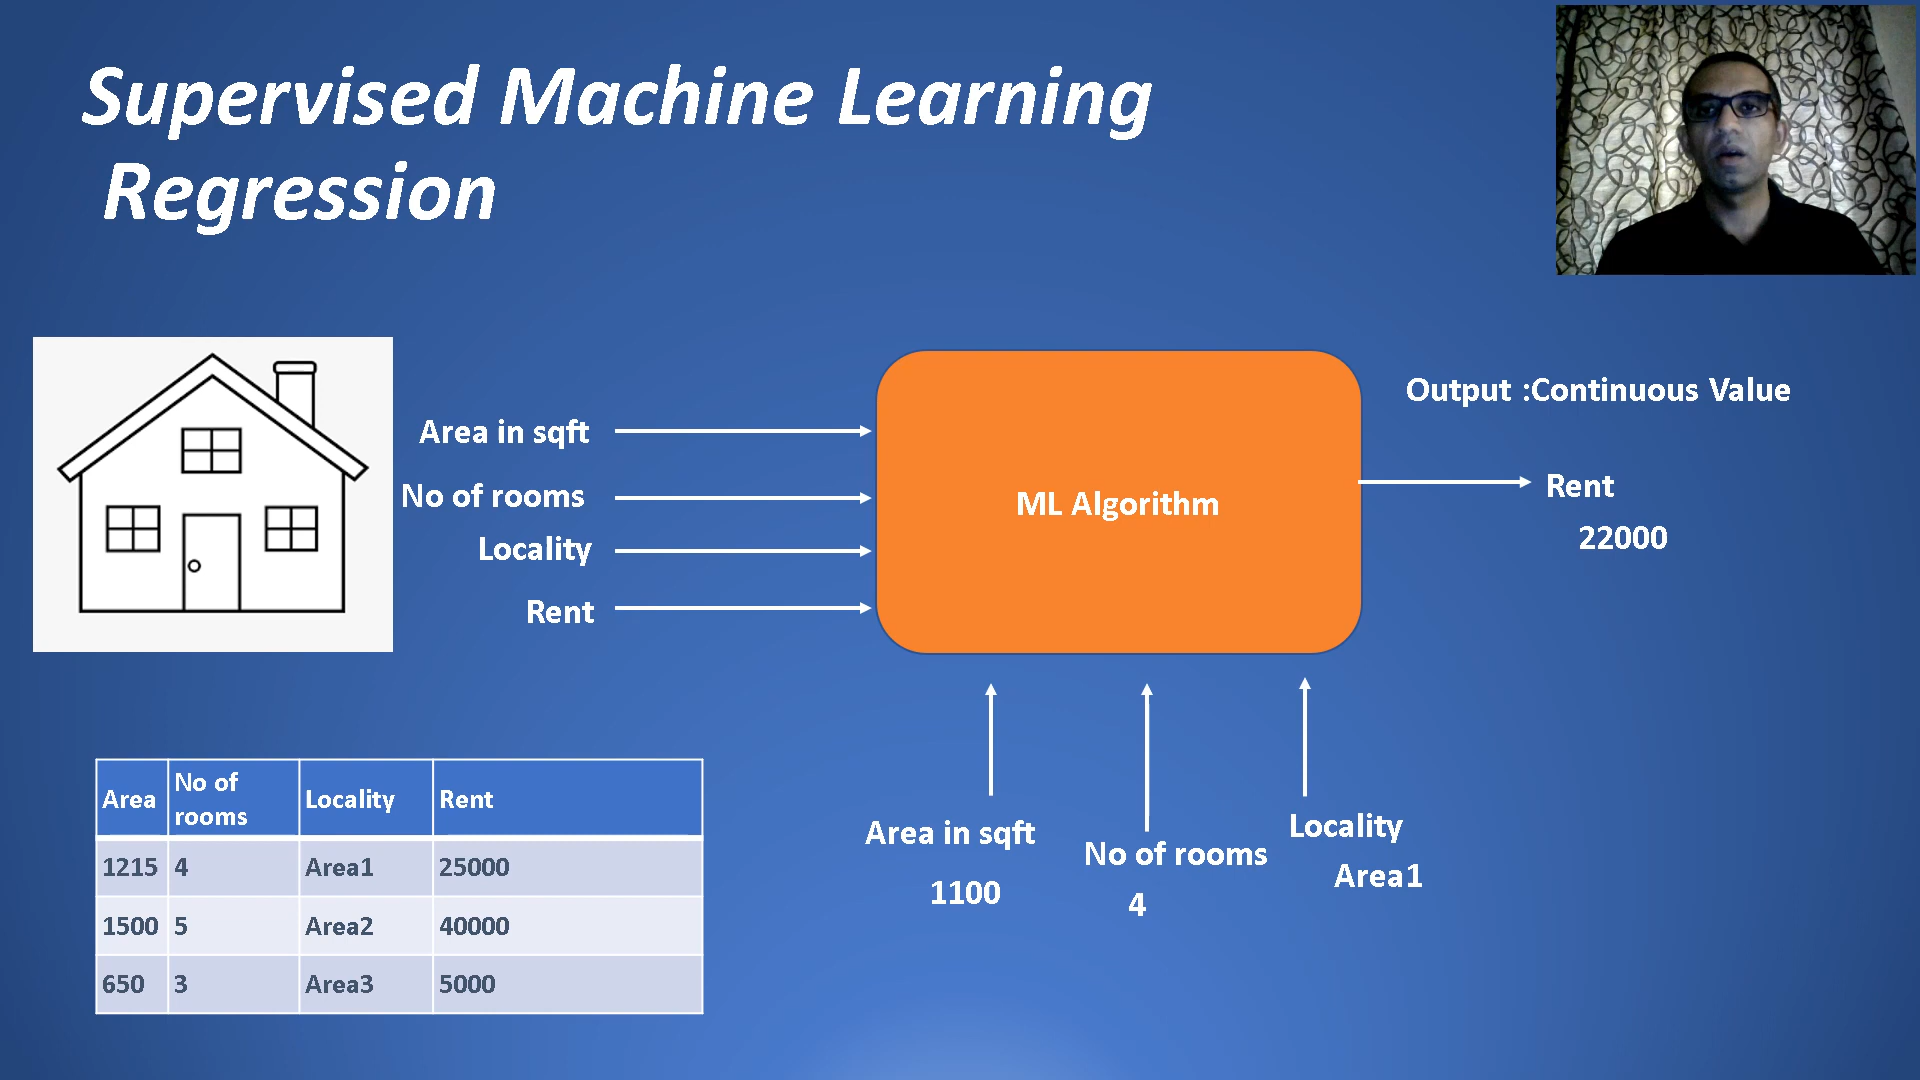 Supervised Machine Learning
Regression
Output :Continuous Value
Area in sqft
No of rooms
Locality
Rent
ML Algorithm
Rent
22000
Area No of rooms Locality Rent
1215 4 Area1 25000
1500 5 Area2 40000
650 3 Area3 5000
Area in sqft
1100
No of rooms
4
Locality
Area1